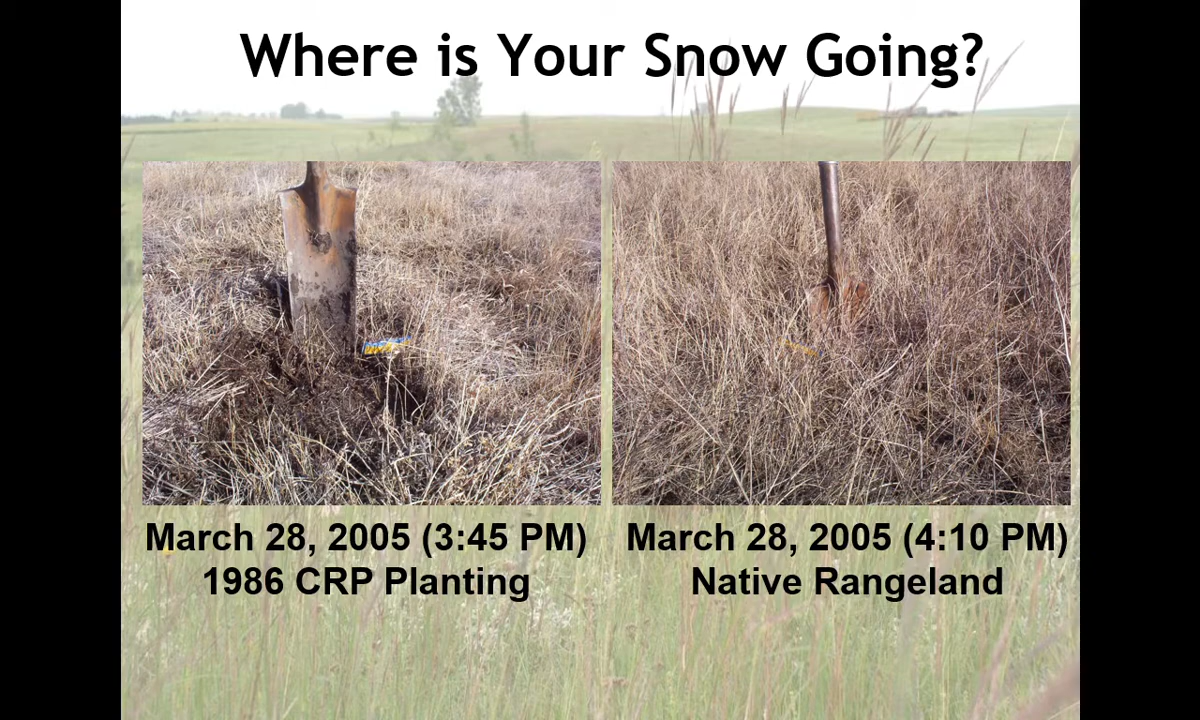 Where is Your Snow Going?
March 28, 2005 (3:45 PM)
1986 CRP Planting
March 28, 2005 (4:10 PM)
Native Rangeland